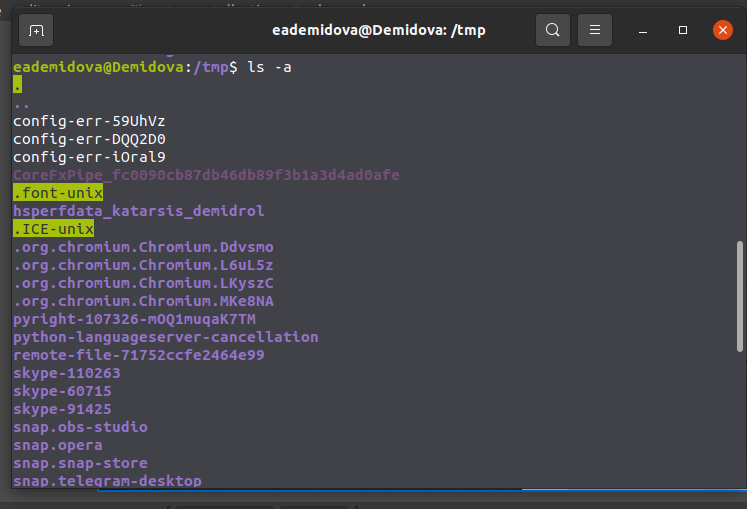 eademidova@Demidova: /tmp
eademidova@Demidova:/tmp$ ls -a
.
..
config-err-59UhVz
config-err-DQQ2D0
config-err-iOral9
CoreFxPipe_fc0090cb87db46db89f3b1a3d4ad0afe
.font-unix
hsperfdata_katarsis_demidrol
.ICE-unix
.org.chromium.Chromium.Ddvsmo
.org.chromium.Chromium.L6uL5z
.org.chromium.Chromium.LKyszC
.org.chromium.Chromium.MKe8NA
pyright-107326-mOQ1muqaK7TM
python-languageserver-cancellation
remote-file-71752ccfe2464e99
skype-110263
skype-60715
skype-91425
snap.obs-studio
snap.opera
snap.snap-store
snap.telegram-desktop